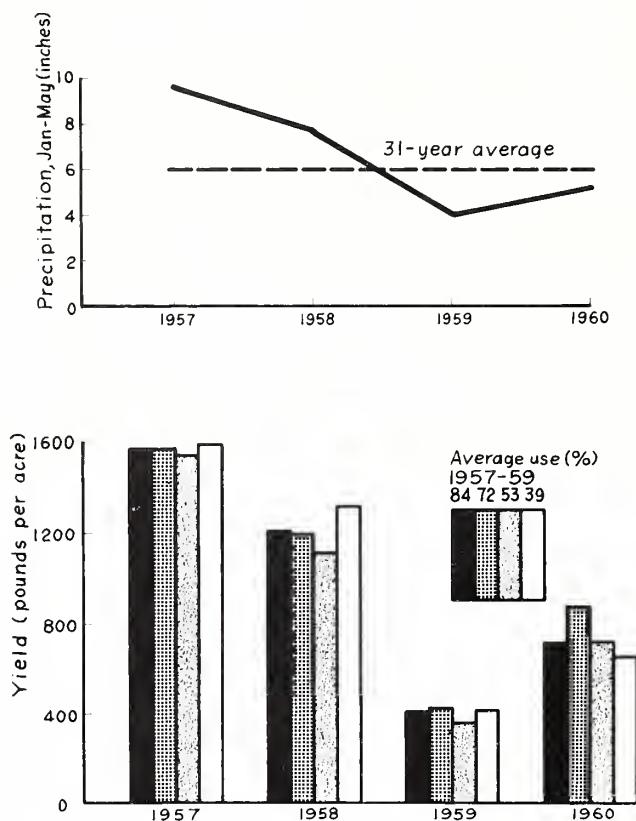 Precipitation, Jan-May (inches)
10
8
6
4
2
0
31-year average
1957 1958 1959 1960
Yield (pounds per acre)
1600
1200
800
400
0
Average use (%)
1957-59
84 72 53 39
1957 1958 1959 1960